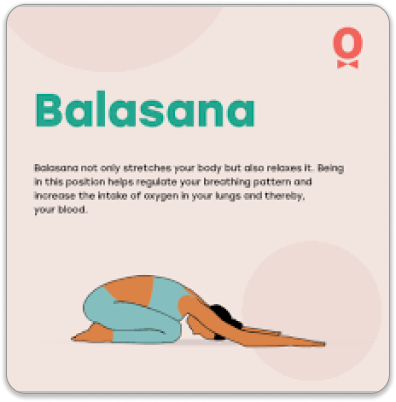 Balasana
Balasana not only stretches your body but also relaxes it. Being
in this position helps regulate your breathing pattern and
increase the intake of oxygen in your lungs and thereby,
your blood.